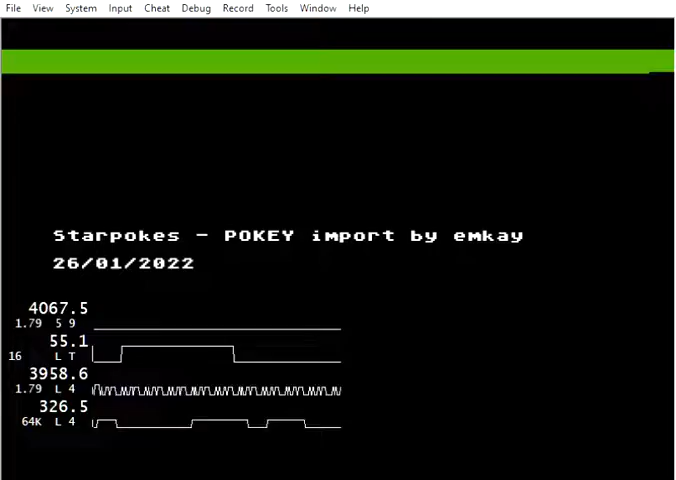 File View System Input Cheat Debug Record Tools Window Help
Starpokes - POKEY import by emkay
26/01/2022
4067.5
1.79 5 9
55.1
16 L T
3958.6
1.79 L 4
326.5
64K L 4